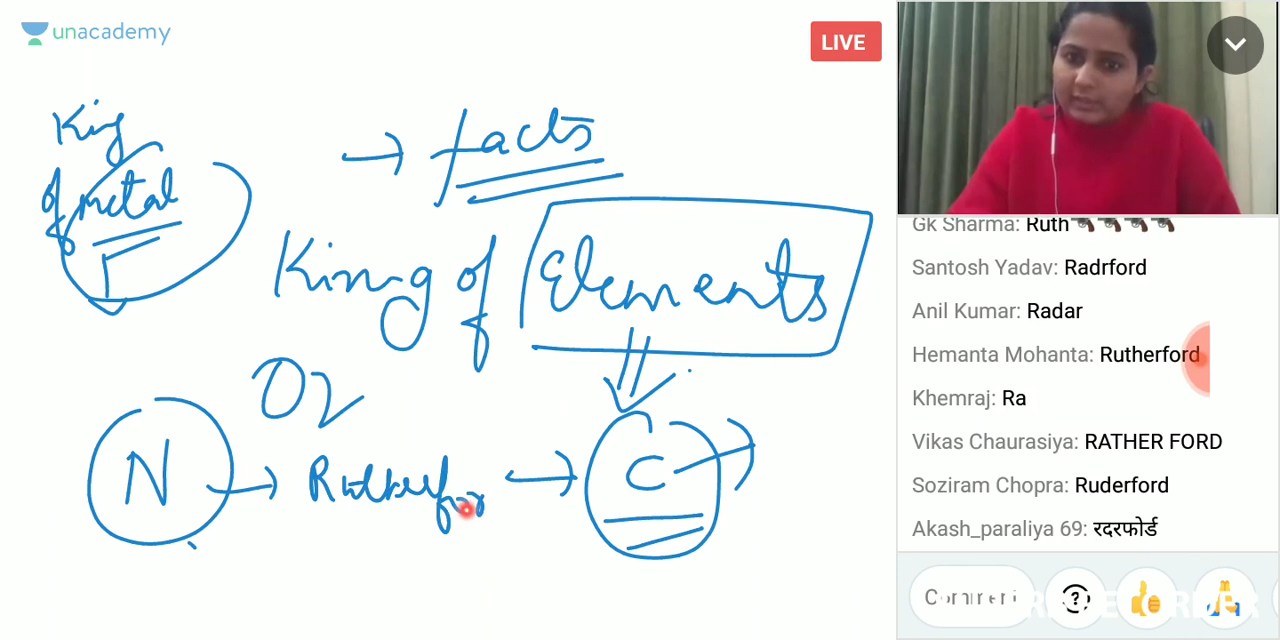 unacademy
LIVE
King
of metal
→ facts
King of Elements
O2
N → Rutherfor → C
Gk Sharma: Ruth🔫🔫🔫🔫
Santosh Yadav: Radrford
Anil Kumar: Radar
Hemanta Mohanta: Rutherford
Khemraj: Ra
Vikas Chaurasiya: RATHER FORD
Soziram Chopra: Ruderford
Akash_paraliya 69: रदरफोर्ड